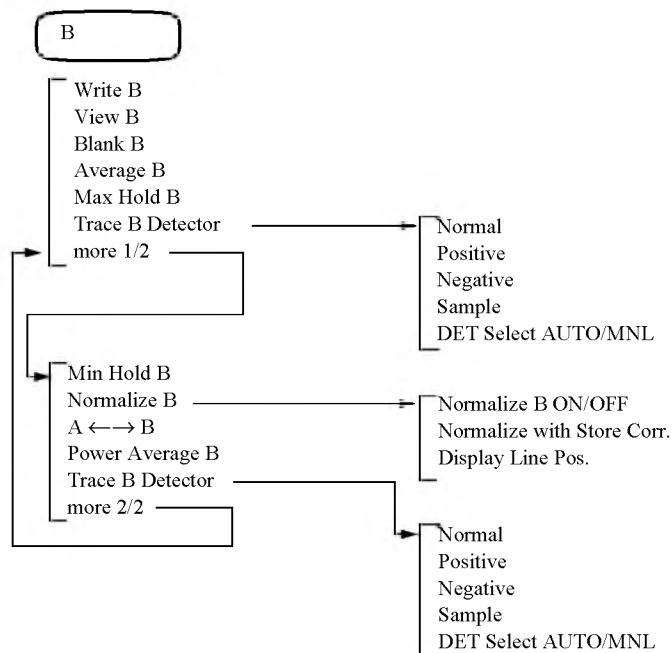 B
Write B
View B
Blank B
Average B
Max Hold B
Trace B Detector
more 1/2
Normal
Positive
Negative
Sample
DET Select AUTO/MNL
Min Hold B
Normalize B
A ←→ B
Power Average B
Trace B Detector
more 2/2
Normalize B ON/OFF
Normalize with Store Corr.
Display Line Pos.
Normal
Positive
Negative
Sample
DET Select AUTO/MNL